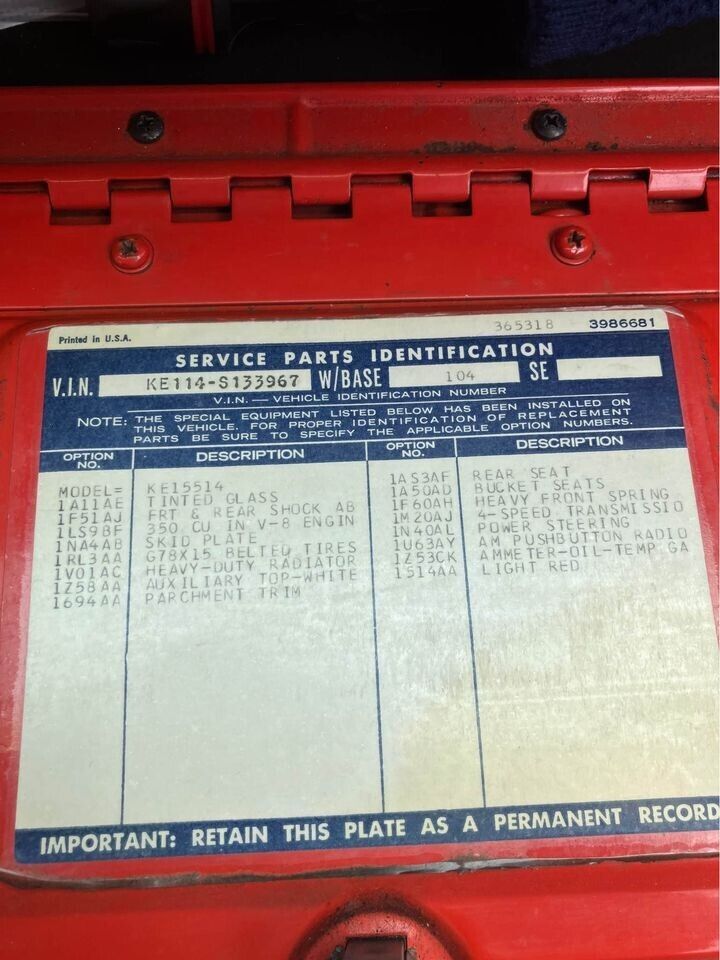 Printed in U.S.A.
365318 3986681
SERVICE PARTS IDENTIFICATION
V.I.N. KE114-S133967 W/BASE 104 SE
V.I.N. — VEHICLE IDENTIFICATION NUMBER
NOTE: THE SPECIAL EQUIPMENT LISTED BELOW HAS BEEN INSTALLED ON
THIS VEHICLE. FOR PROPER IDENTIFICATION OF REPLACEMENT
PARTS BE SURE TO SPECIFY THE APPLICABLE OPTION NUMBERS.
OPTION NO. DESCRIPTION
MODEL= KE15514
1A11AE TINTED GLASS
1F51AJ FRT & REAR SHOCK AB
1LS9BF 350 CU IN V-8 ENGIN
1NA4AB SKID PLATE
1RL3AA G78X15 BELTED TIRES
1V01AC HEAVY-DUTY RADIATOR
1Z58AA AUXILIARY TOP-WHITE
1694AA PARCHMENT TRIM
OPTION NO. DESCRIPTION
1AS3AF REAR SEAT
1A50AD BUCKET SEATS
1F60AH HEAVY FRONT SPRING
1M20AJ 4-SPEED TRANSMISSIO
1N40AL POWER STEERING
1U63AY AM PUSHBUTTON RADIO
1Z53CK AMMETER-OIL-TEMP GA
1514AA LIGHT RED
IMPORTANT: RETAIN THIS PLATE AS A PERMANENT RECORD